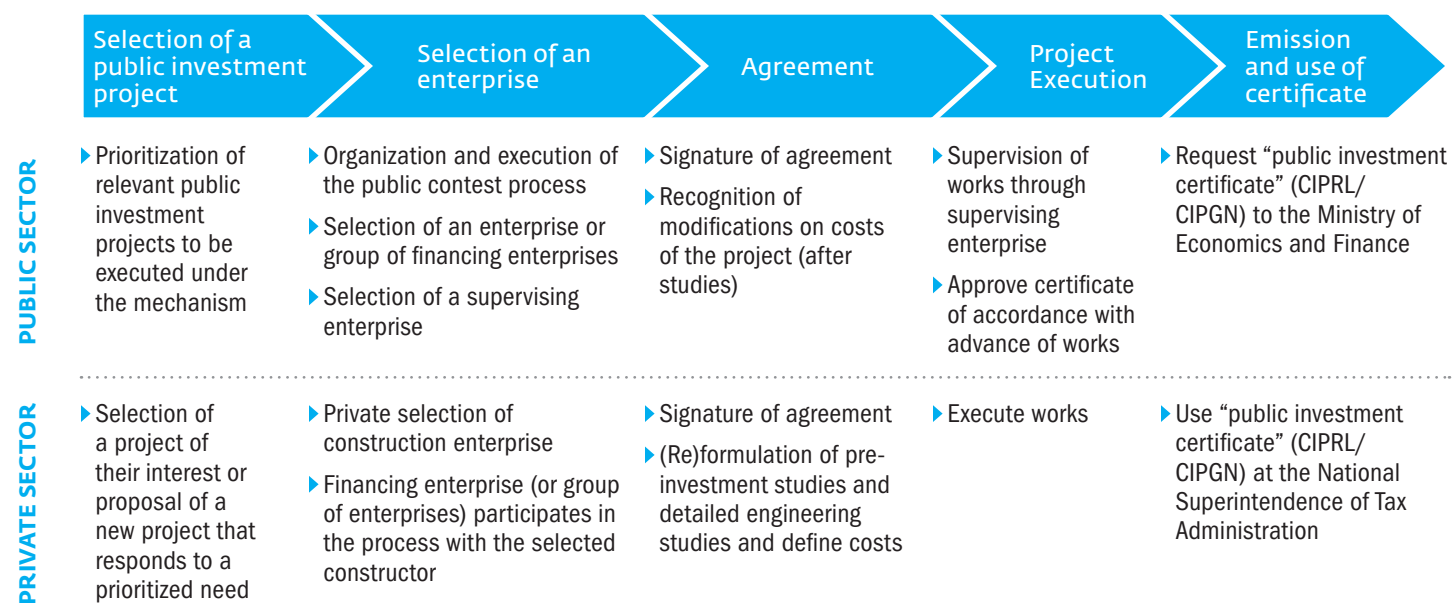 Selection of a
public investment
project
Selection of an
enterprise
Agreement
Project
Execution
Emission
and use of
certificate
PUBLIC SECTOR
Prioritization of
relevant public
investment
projects to be
executed under
the mechanism
Organization and execution of
the public contest process
Selection of an enterprise or
group of financing enterprises
Selection of a supervising
enterprise
Signature of agreement
Recognition of
modifications on costs
of the project (after
studies)
Supervision of
works through
supervising
enterprise
Approve certificate
of accordance with
advance of works
Request “public investment
certificate” (CIPRL/
CIPGN) to the Ministry of
Economics and Finance
PRIVATE SECTOR
Selection of
a project of
their interest or
proposal of a
new project that
responds to a
prioritized need
Private selection of
construction enterprise
Financing enterprise (or group
of enterprises) participates in
the process with the selected
constructor
Signature of agreement
(Re)formulation of pre-
investment studies and
detailed engineering
studies and define costs
Execute works
Use “public investment
certificate” (CIPRL/
CIPGN) at the National
Superintendence of Tax
Administration